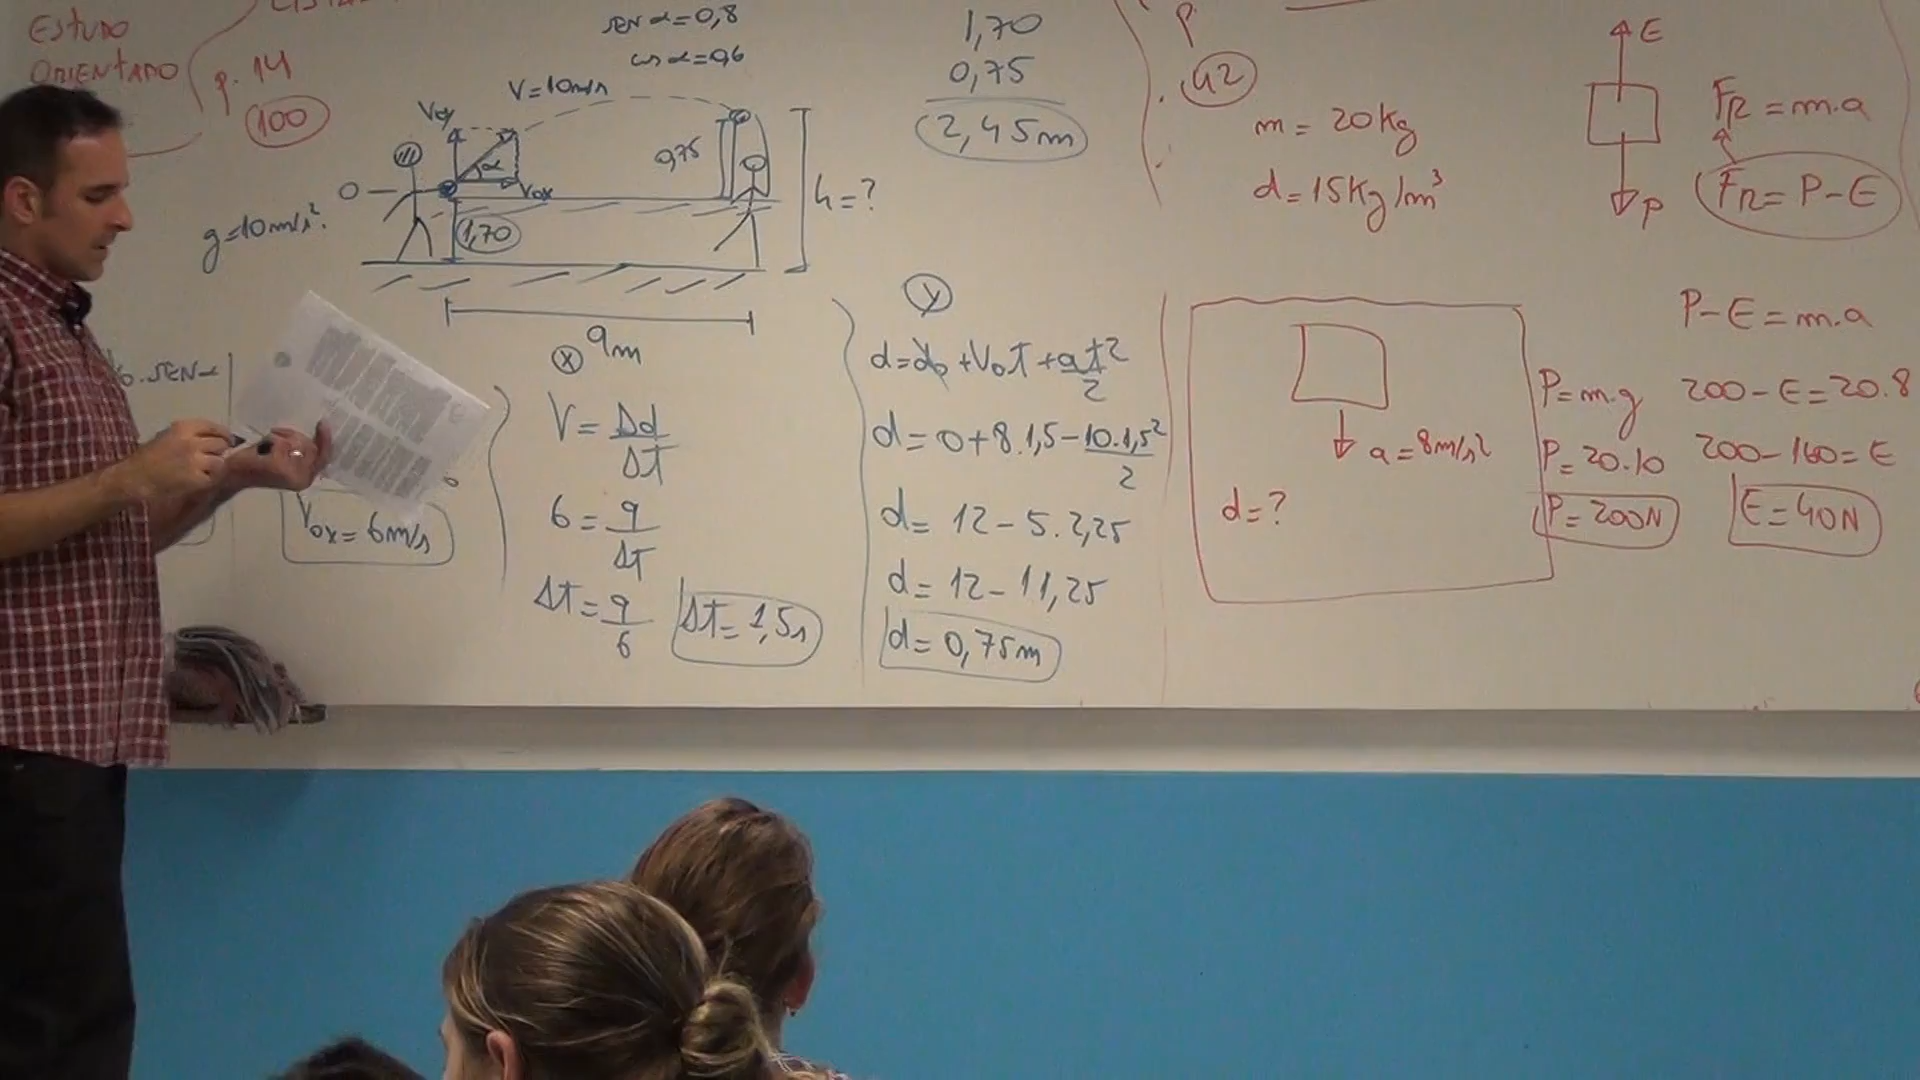 ESTUDO
ORIENTADO
p. 14
100
SEN α = 0,8
cos α = 0,6
V = 10m/s
Voy
α
Vox
0
g = 10m/s².
1,70
0,75
h = ?
9m
1,70
0,75
2,45m
.SEN α
Vox = 6m/s
x
V = Δd/Δt
6 = 9/Δt
Δt = 9/6
Δt = 1,5s
y
d = d₀ + V₀t + at²/2
d = 0 + 8.1,5 - 10.1,5²/2
d = 12 - 5.2,25
d = 12 - 11,25
d = 0,75m
P
42
m = 20Kg
d = 15Kg/m³
E
P
FR = m.a
FR = P - E
a = 8m/s²
d = ?
P = m.g
P = 20.10
P = 200N
P - E = m.a
200 - E = 20.8
200 - 160 = E
E = 40N